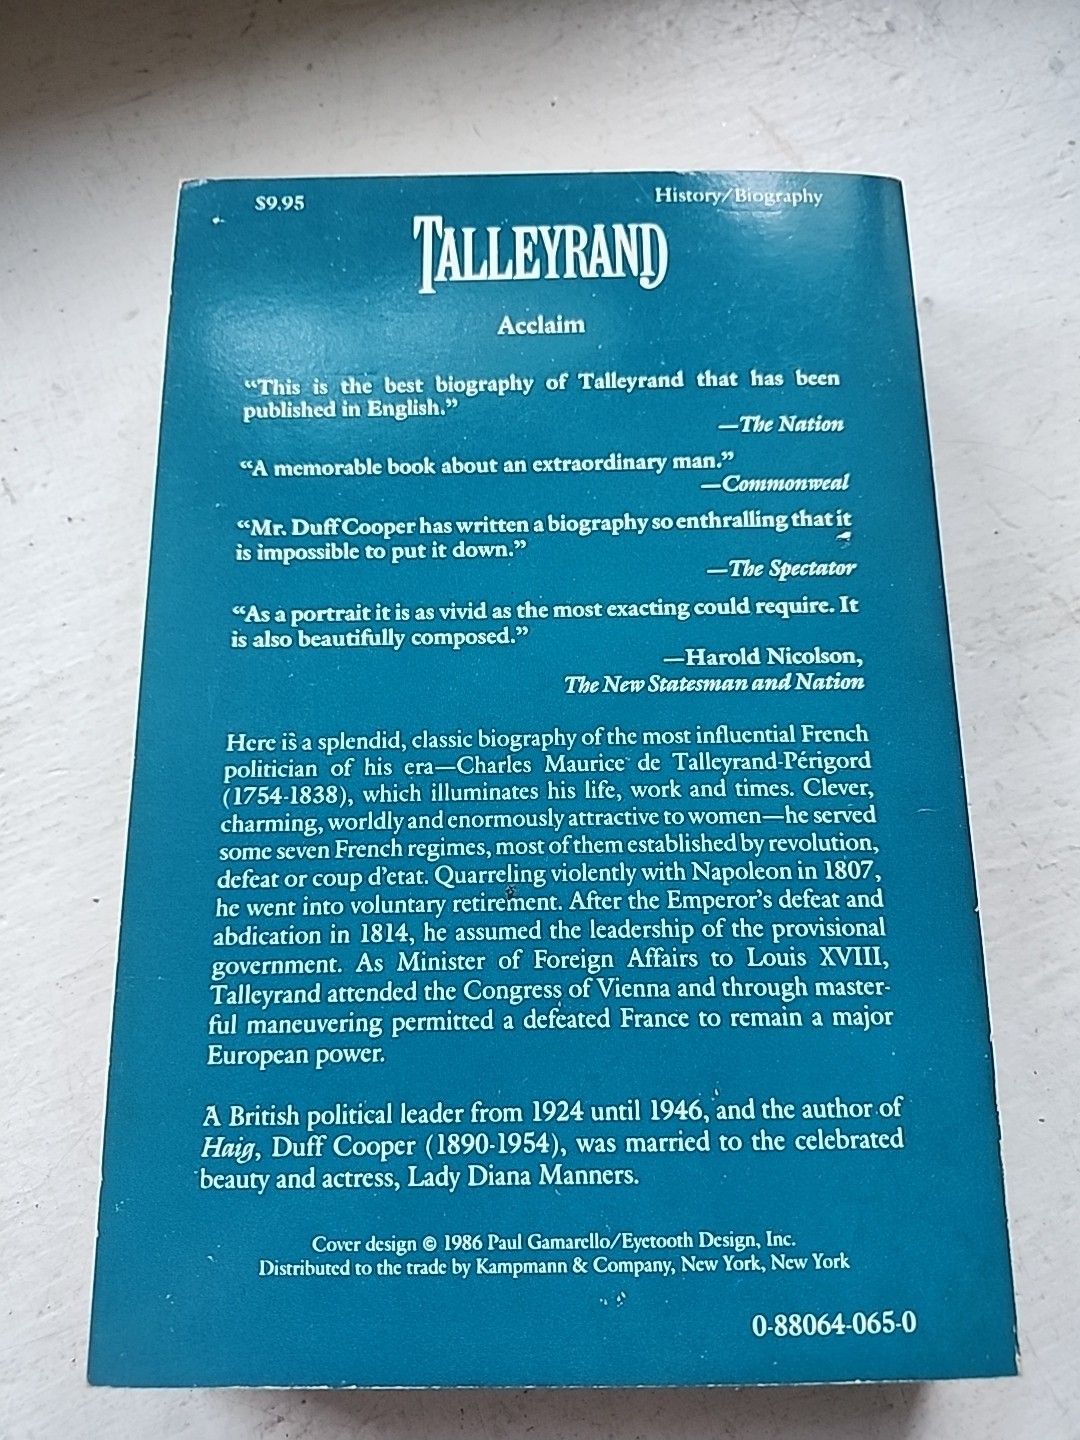 $9.95
History/Biography
TALLEYRAND
Acclaim
“This is the best biography of Talleyrand that has been
published in English.”
—The Nation
“A memorable book about an extraordinary man.”
—Commonweal
“Mr. Duff Cooper has written a biography so enthralling that it
is impossible to put it down.”
—The Spectator
“As a portrait it is as vivid as the most exacting could require. It
is also beautifully composed.”
—Harold Nicolson,
The New Statesman and Nation
Here is a splendid, classic biography of the most influential French
politician of his era—Charles Maurice de Talleyrand-Périgord
(1754-1838), which illuminates his life, work and times. Clever,
charming, worldly and enormously attractive to women—he served
some seven French regimes, most of them established by revolution,
defeat or coup d’etat. Quarreling violently with Napoleon in 1807,
he went into voluntary retirement. After the Emperor’s defeat and
abdication in 1814, he assumed the leadership of the provisional
government. As Minister of Foreign Affairs to Louis XVIII,
Talleyrand attended the Congress of Vienna and through master-
ful maneuvering permitted a defeated France to remain a major
European power.
A British political leader from 1924 until 1946, and the author of
Haig, Duff Cooper (1890-1954), was married to the celebrated
beauty and actress, Lady Diana Manners.
Cover design © 1986 Paul Gamarello/Eyetooth Design, Inc.
Distributed to the trade by Kampmann & Company, New York, New York
0-88064-065-0